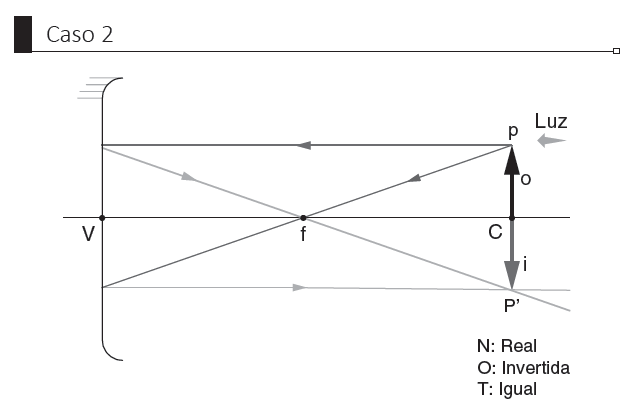 Caso 2
p
Luz
o
V
f
C
i
P'
N: Real
O: Invertida
T: Igual